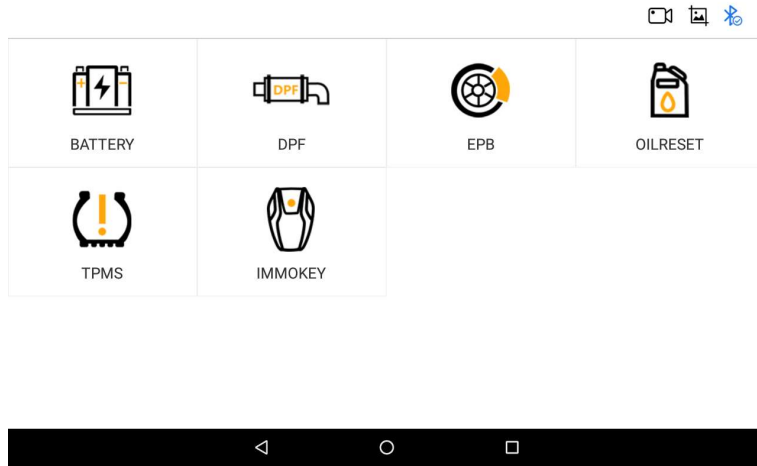 DPF
BATTERY
DPF
EPB
OILRESET
TPMS
IMMOKEY